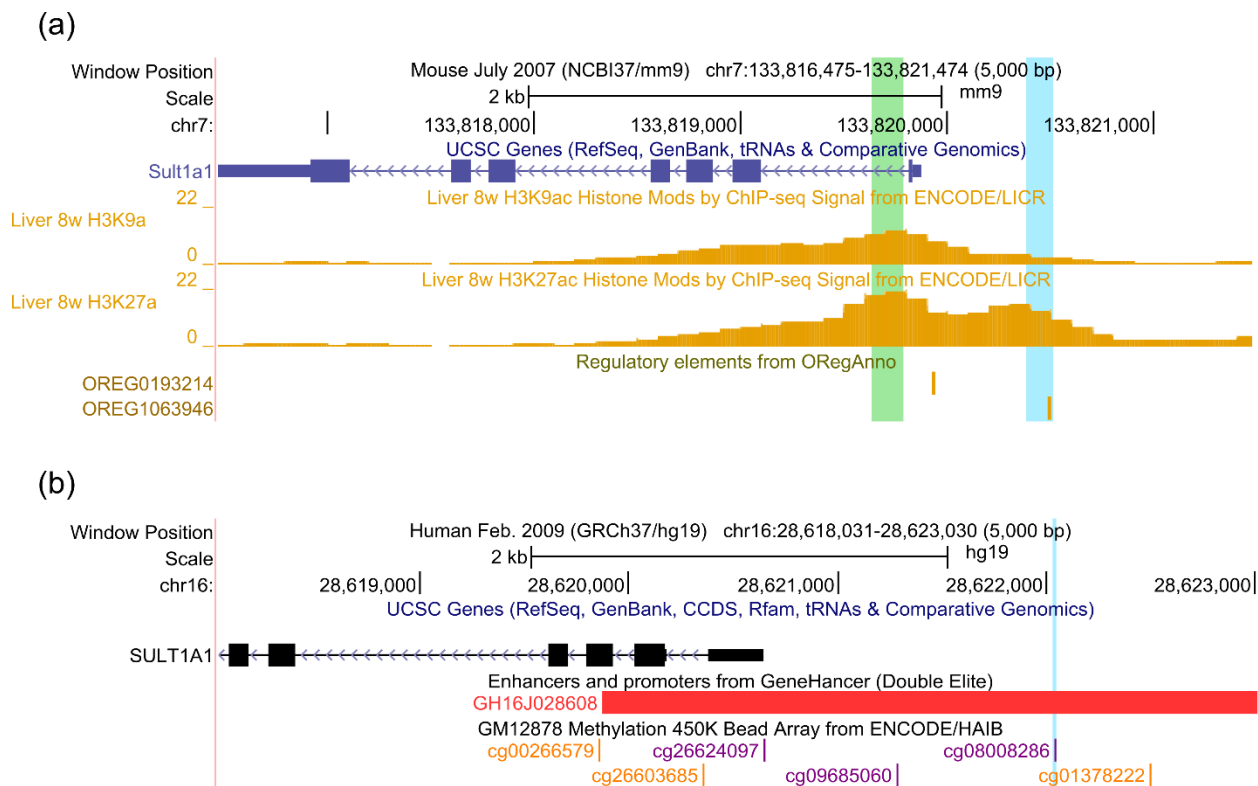 (a)
Window Position Mouse July 2007 (NCBI37/mm9) chr7:133,816,475-133,821,474 (5,000 bp)
Scale 2 kb mm9
chr7: 133,818,000 133,819,000 133,820,000 133,821,000
UCSC Genes (RefSeq, GenBank, tRNAs & Comparative Genomics)
Sult1a1
22 Liver 8w H3K9ac Histone Mods by ChIP-seq Signal from ENCODE/LICR
Liver 8w H3K9a
0
22 Liver 8w H3K27ac Histone Mods by ChIP-seq Signal from ENCODE/LICR
Liver 8w H3K27a
0
Regulatory elements from ORegAnno
OREG0193214
OREG1063946
(b)
Window Position Human Feb. 2009 (GRCh37/hg19) chr16:28,618,031-28,623,030 (5,000 bp)
Scale 2 kb hg19
chr16: 28,619,000 28,620,000 28,621,000 28,622,000 28,623,000
UCSC Genes (RefSeq, GenBank, CCDS, Rfam, tRNAs & Comparative Genomics)
SULT1A1
Enhancers and promoters from GeneHancer (Double Elite)
GH16J028608
GM12878 Methylation 450K Bead Array from ENCODE/HAIB
cg00266579 cg26624097 cg08008286
cg26603685 cg09685060 cg01378222